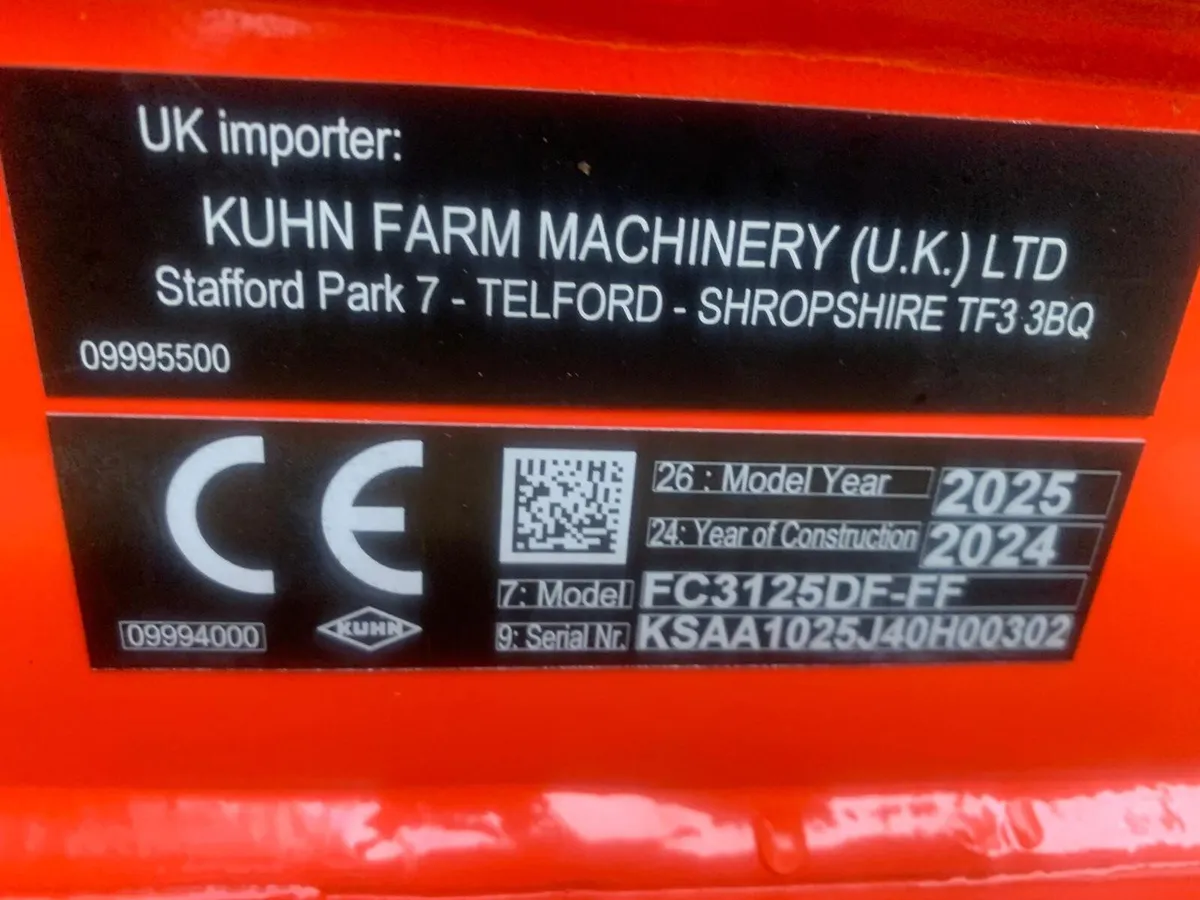 UK importer:
KUHN FARM MACHINERY (U.K.) LTD
Stafford Park 7 - TELFORD - SHROPSHIRE TF3 3BQ
09995500
CE
26 : Model Year 2025
24: Year of Construction 2024
7: Model FC3125DF-FF
9: Serial Nr. KSAA1025J40H00302
09994000
KUHN